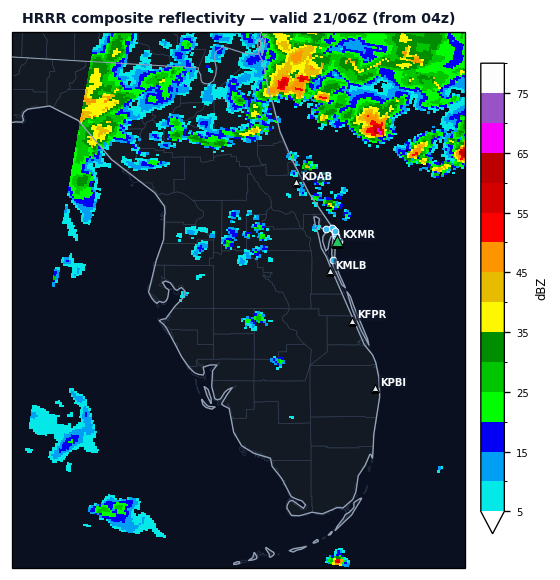 HRRR composite reflectivity — valid 21/06Z (from 04z)
KDAB
KXMR
KMLB
KFPR
KPBI
75
65
55
45
35
25
15
5
dBZ